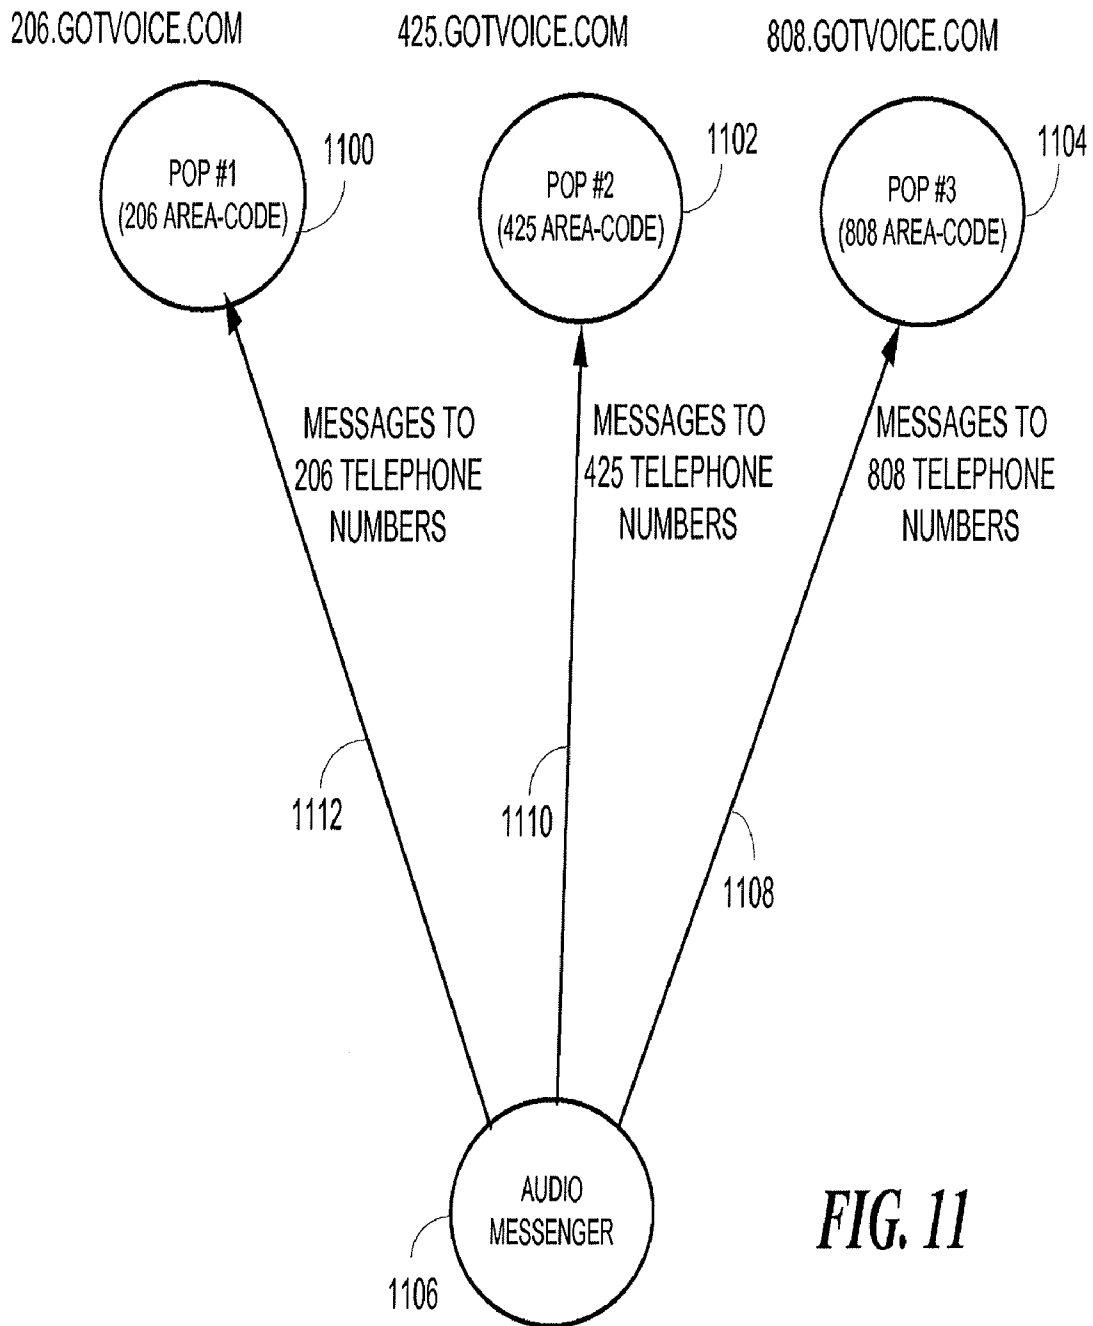 206.GOTVOICE.COM
425.GOTVOICE.COM
808.GOTVOICE.COM
POP #1
(206 AREA-CODE)
1100
POP #2
(425 AREA-CODE)
1102
POP #3
(808 AREA-CODE)
1104
MESSAGES TO
206 TELEPHONE
NUMBERS
MESSAGES TO
425 TELEPHONE
NUMBERS
MESSAGES TO
808 TELEPHONE
NUMBERS
1112
1110
1108
AUDIO
MESSENGER
1106
FIG. 11